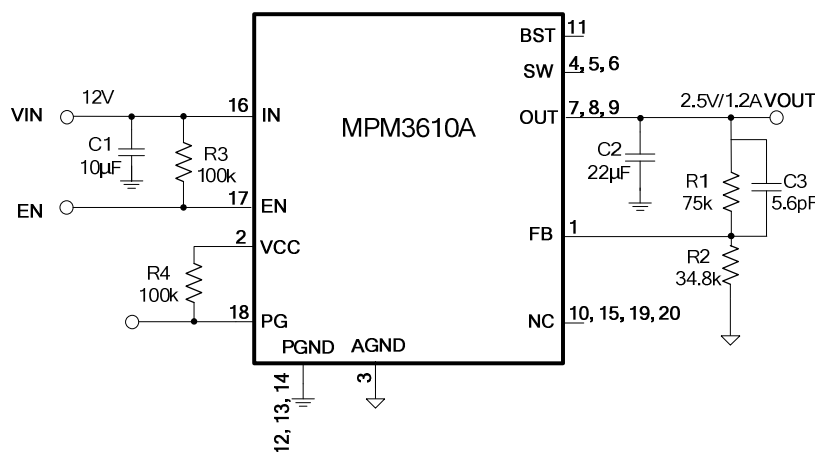 BST
11
SW
4, 5, 6
VIN
12V
16
IN
MPM3610A
OUT
7, 8, 9
2.5V/1.2A VOUT
C1
10µF
R3
100k
C2
22µF
R1
75k
C3
5.6pF
EN
17
EN
2
VCC
FB
1
R4
100k
R2
34.8k
18
PG
NC
10, 15, 19, 20
PGND
AGND
12, 13, 14
3